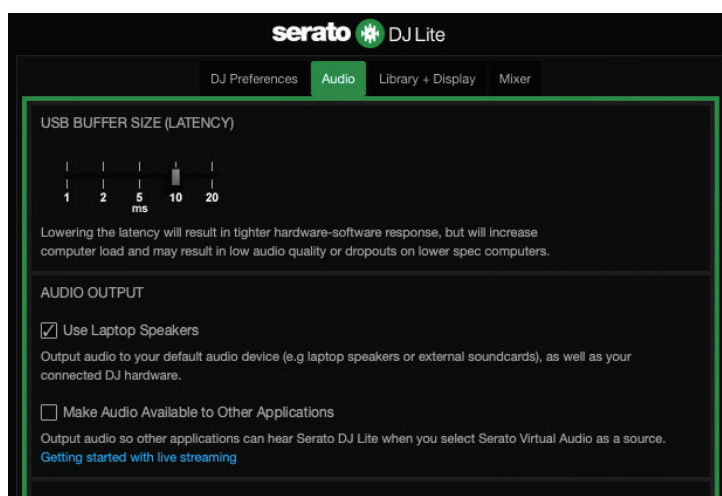 serato DJ Lite
DJ Preferences Audio Library + Display Mixer
USB BUFFER SIZE (LATENCY)
1 2 5 10 20
ms
Lowering the latency will result in tighter hardware-software response, but will increase
computer load and may result in low audio quality or dropouts on lower spec computers.
AUDIO OUTPUT
Use Laptop Speakers
Output audio to your default audio device (e.g laptop speakers or external soundcards), as well as your
connected DJ hardware.
Make Audio Available to Other Applications
Output audio so other applications can hear Serato DJ Lite when you select Serato Virtual Audio as a source.
Getting started with live streaming